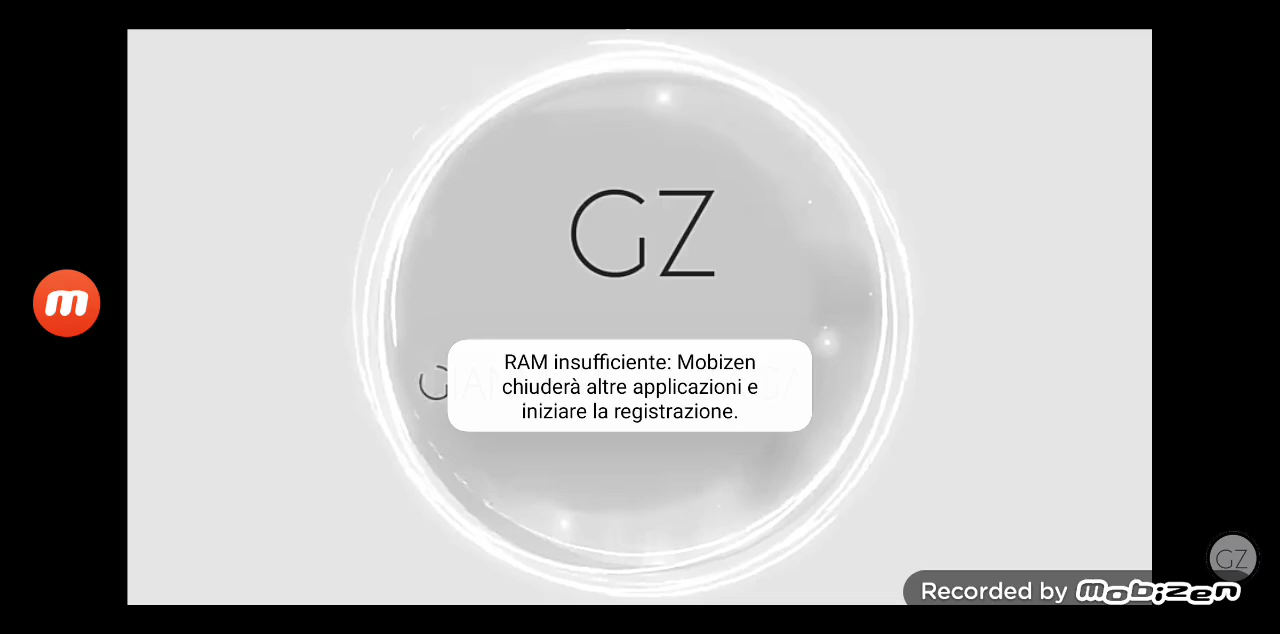 GZ
RAM insufficiente: Mobizen
chiuderà altre applicazioni e
iniziare la registrazione.
GZ
Recorded by mobizen